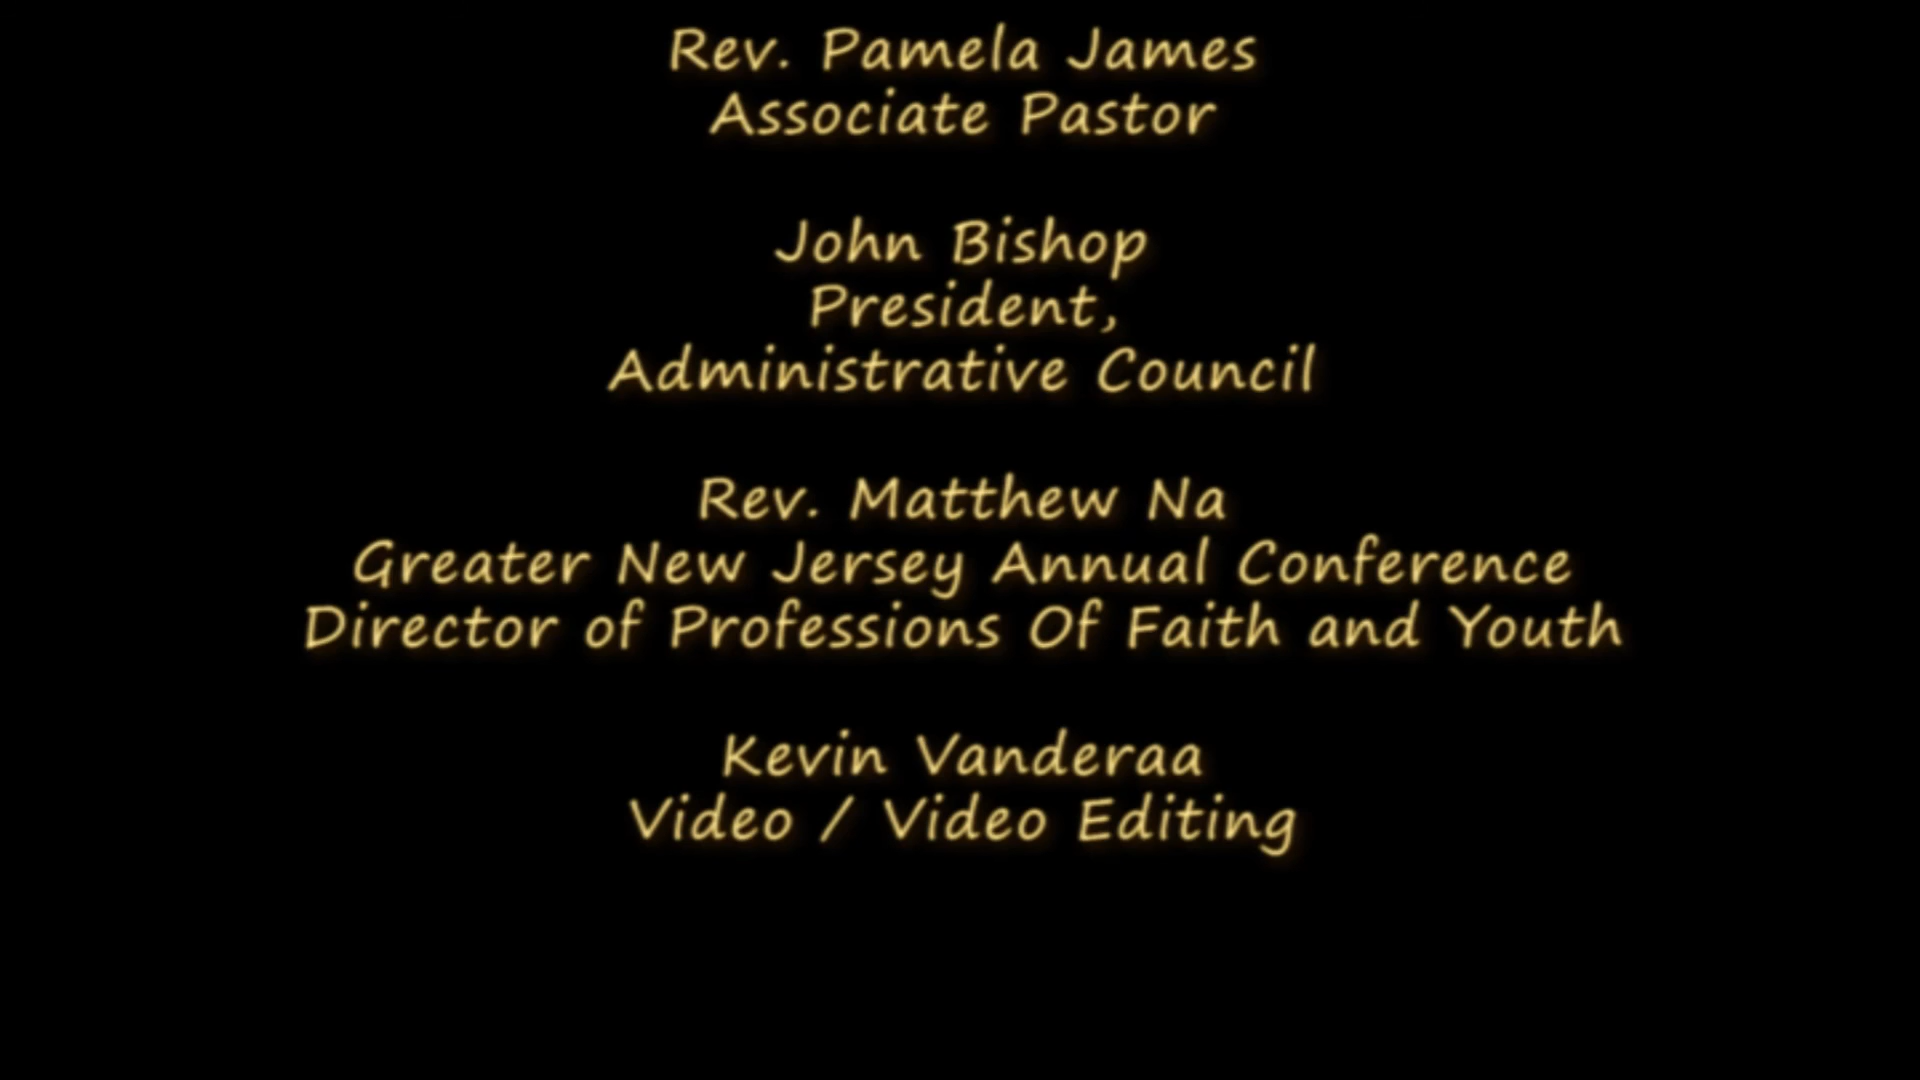 Rev. Pamela James
Associate Pastor
John Bishop
President,
Administrative Council
Rev. Matthew Na
Greater New Jersey Annual Conference
Director of Professions Of Faith and Youth
Kevin Vanderaa
Video / Video Editing